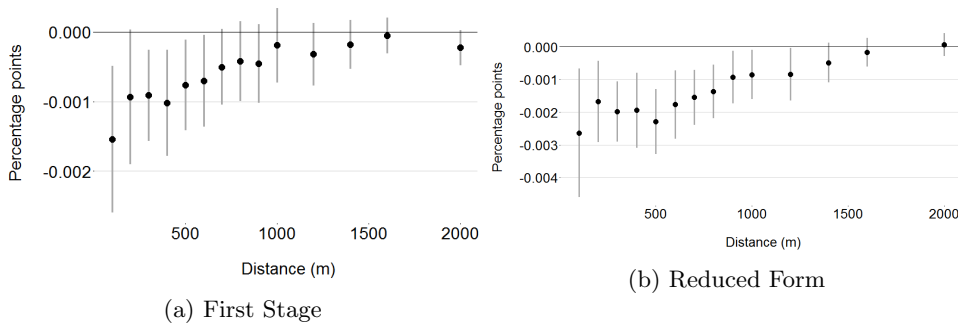 Percentage points
0.000
-0.001
-0.002
500
1000
1500
2000
Distance (m)
(a) First Stage
Percentage points
0.000
-0.001
-0.002
-0.003
-0.004
500
1000
1500
2000
Distance (m)
(b) Reduced Form